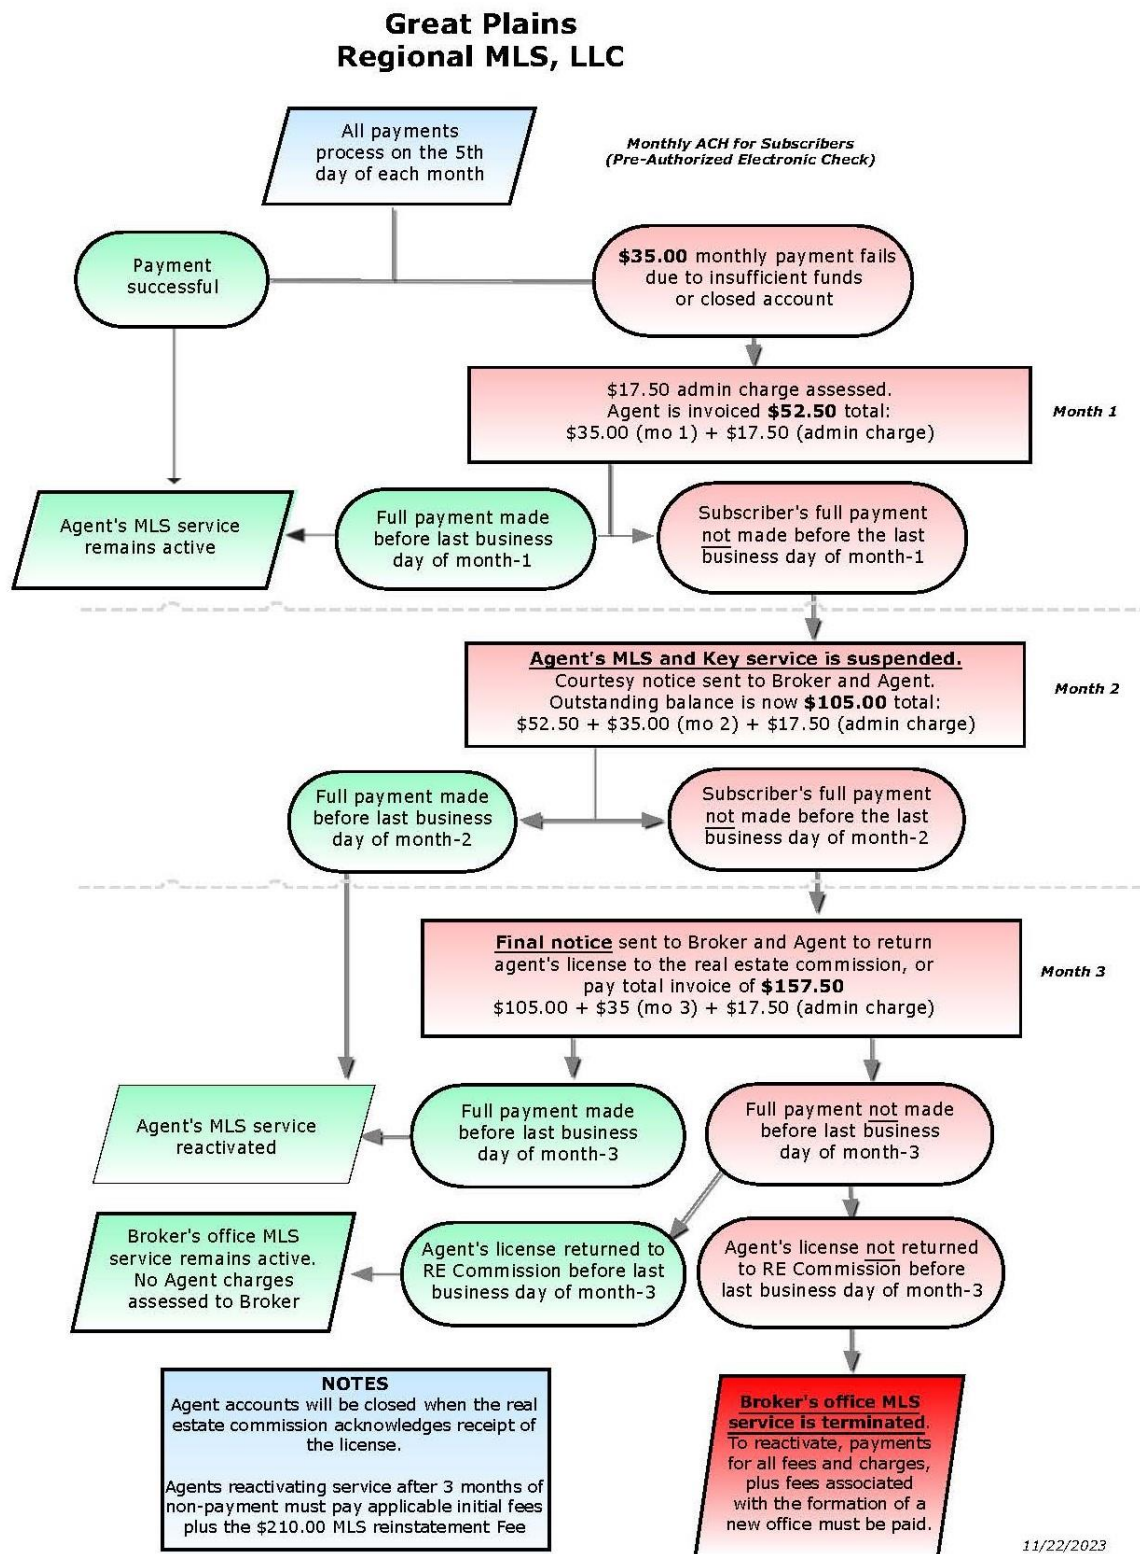 Great Plains
Regional MLS, LLC
All payments
process on the 5th
day of each month
Monthly ACH for Subscribers
(Pre-Authorized Electronic Check)
Payment
successful
$35.00 monthly payment fails
due to insufficient funds
or closed account
$17.50 admin charge assessed.
Agent is invoiced $52.50 total:
$35.00 (mo 1) + $17.50 (admin charge)
Month 1
Agent's MLS service
remains active
Full payment made
before last business
day of month-1
Subscriber's full payment
not made before the last
business day of month-1
Agent's MLS and Key service is suspended.
Courtesy notice sent to Broker and Agent.
Outstanding balance is now $105.00 total:
$52.50 + $35.00 (mo 2) + $17.50 (admin charge)
Month 2
Full payment made
before last business
day of month-2
Subscriber's full payment
not made before the last
business day of month-2
Final notice sent to Broker and Agent to return
agent's license to the real estate commission, or
pay total invoice of $157.50
$105.00 + $35 (mo 3) + $17.50 (admin charge)
Month 3
Agent's MLS service
reactivated
Full payment made
before last business
day of month-3
Full payment not made
before last business
day of month-3
Broker's office MLS
service remains active.
No Agent charges
assessed to Broker
Agent's license returned to
RE Commission before last
business day of month-3
Agent's license not returned
to RE Commission before
last business day of month-3
NOTES
Agent accounts will be closed when the real
estate commission acknowledges receipt of
the license.
Agents reactivating service after 3 months of
non-payment must pay applicable initial fees
plus the $210.00 MLS reinstatement Fee
Broker's office MLS
service is terminated.
To reactivate, payments
for all fees and charges,
plus fees associated
with the formation of a
new office must be paid.
11/22/2023